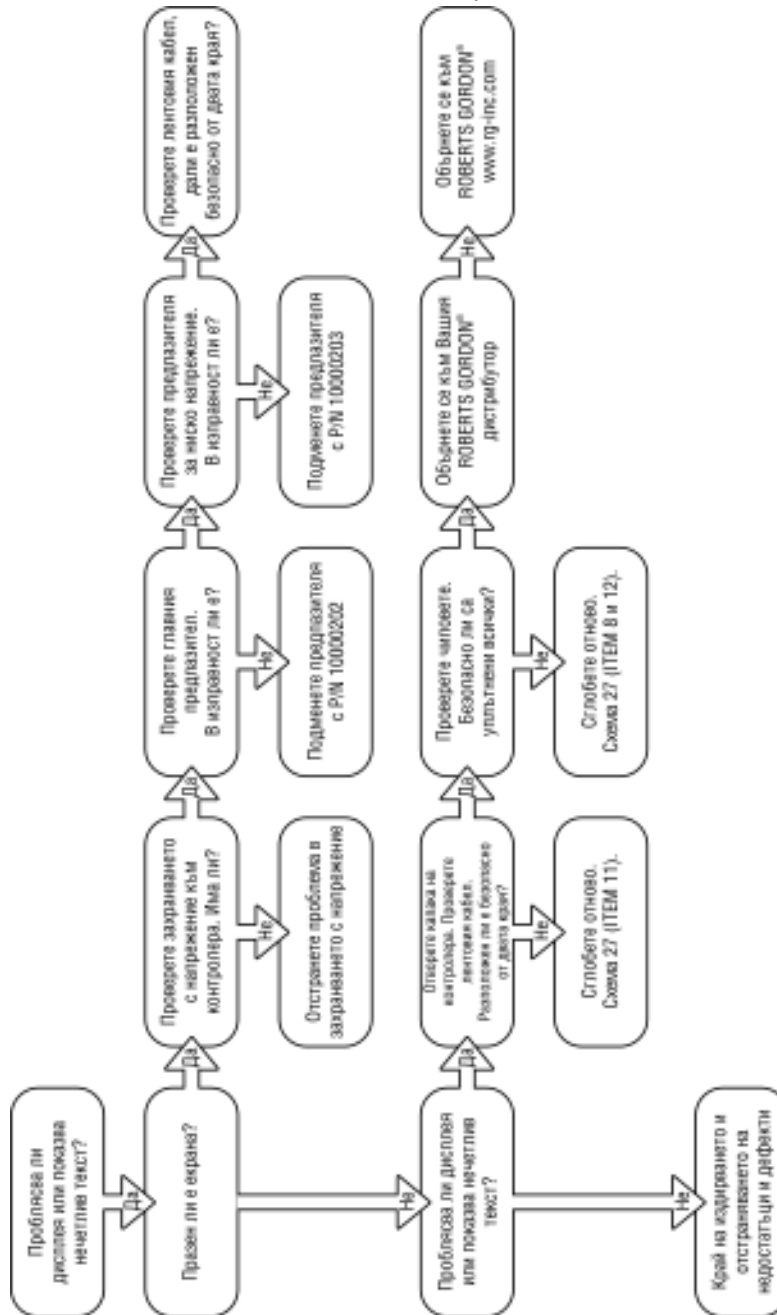 Проблясва ли
дисплея или показва
нечетлив текст?
Да
Празен ли е екрана?
Да
Проверете захранването
с напрежение към
контролера. Има ли?
Не
Отстранете проблема в
захранването с напрежение
Да
Проверете главния
предпазител.
В изправност ли е?
Не
Подменете предпазителя
с P/N 10000202
Да
Проверете предпазителя
за ниско напрежение.
В изправност ли е?
Не
Подменете предпазителя
с P/N 10000203
Да
Проверете лентовия кабел,
дали е разположен
безопасно от двата края?
Не
Проблясва ли дисплея
или показва нечетлив
текст?
Да
Отворете капака на
контролера. Проверете
лентовия кабел.
Разположен ли е безопасно
от двата края?
Не
Сглобете отново.
Схема 27 (ITEM 11).
Да
Проверете чиповете.
Безопасно ли са
уплътнени всички?
Не
Сглобете отново.
Схема 27 (ITEM 8 и 12).
Да
Обърнете се към Вашия
ROBERTS GORDON®
дистрибутор
Не
Обърнете се към
ROBERTS GORDON®
www.rg-inc.com
Не
Край на издирването и
отстраняването на
недостатъци и дефекти